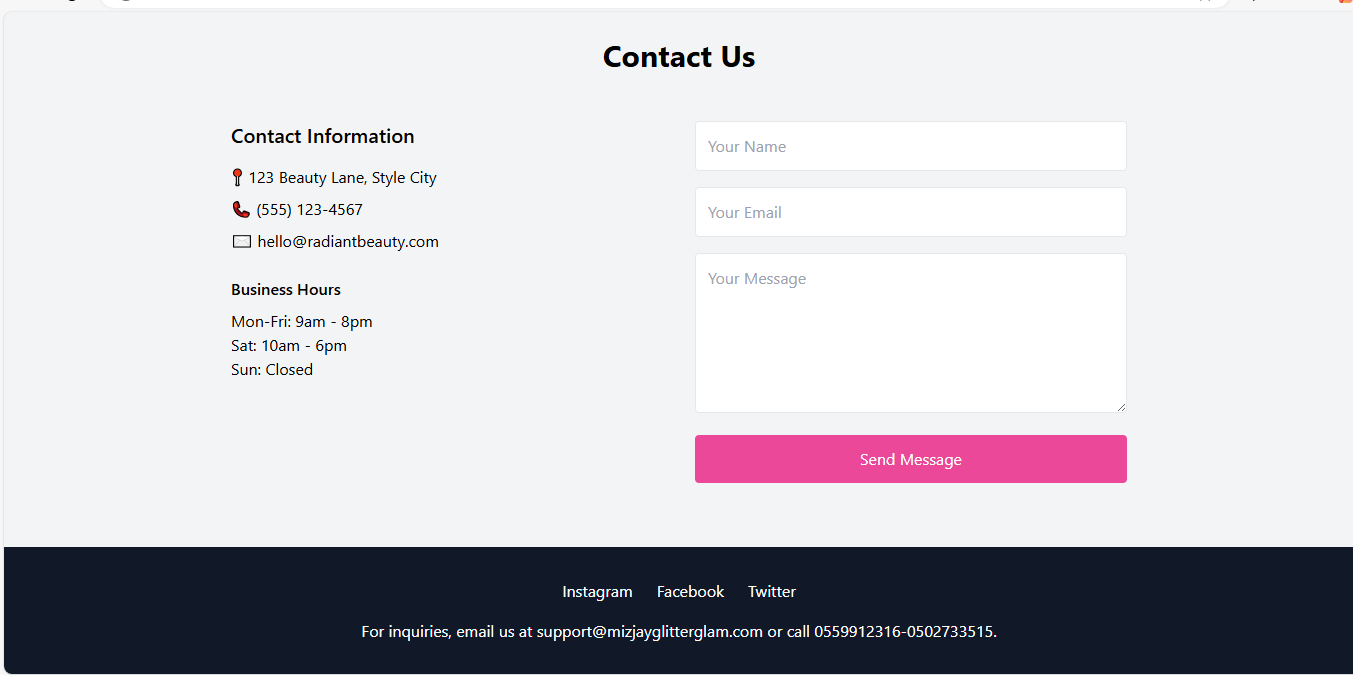 Contact Us
Contact Information
123 Beauty Lane, Style City
(555) 123-4567
hello@radiantbeauty.com
Business Hours
Mon-Fri: 9am - 8pm
Sat: 10am - 6pm
Sun: Closed
Your Name
Your Email
Your Message
Send Message
Instagram Facebook Twitter
For inquiries, email us at support@mizjayglitterglam.com or call 0559912316-0502733515.